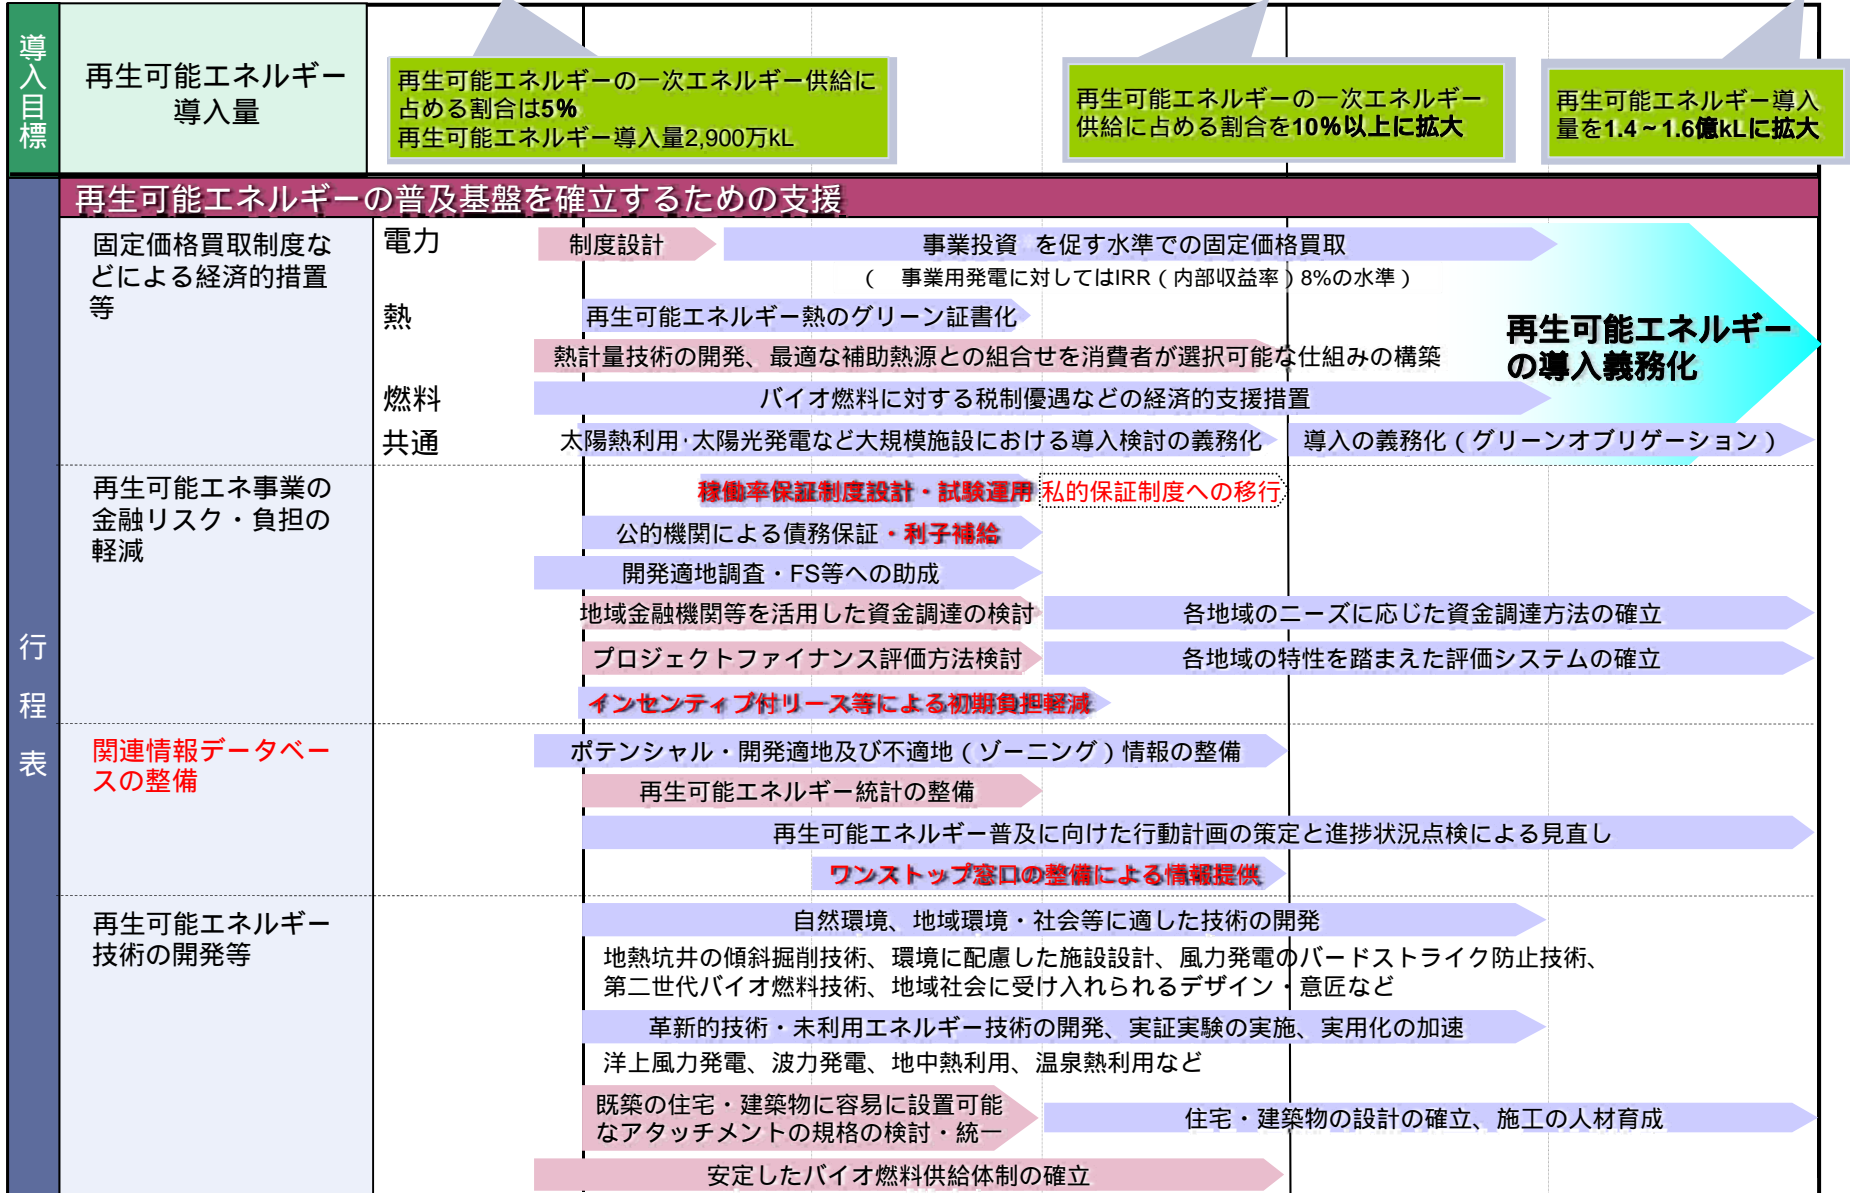 導入目標
再生可能エネルギー
導入量
再生可能エネルギーの一次エネルギー供給に
占める割合は5%
再生可能エネルギー導入量2,900万kL
再生可能エネルギーの一次エネルギー
供給に占める割合を10%以上に拡大
再生可能エネルギー導入
量を1.4~1.6億kLに拡大
行程表
再生可能エネルギーの普及基盤を確立するための支援
固定価格買取制度な
どによる経済的措置
等
電力
制度設計
事業投資 を促す水準での固定価格買取
( 事業用発電に対してはIRR(内部収益率)8%の水準)
熱
再生可能エネルギー熱のグリーン証書化
熱計量技術の開発、最適な補助熱源との組合せを消費者が選択可能な仕組みの構築
再生可能エネルギー
の導入義務化
燃料
バイオ燃料に対する税制優遇などの経済的支援措置
共通
太陽熱利用・太陽光発電など大規模施設における導入検討の義務化
導入の義務化(グリーンオブリゲーション)
再生可能エネ事業の
金融リスク・負担の
軽減
稼働率保証制度設計・試験運用
私的保証制度への移行
公的機関による債務保証・利子補給
開発適地調査・FS等への助成
地域金融機関等を活用した資金調達の検討
各地域のニーズに応じた資金調達方法の確立
プロジェクトファイナンス評価方法検討
各地域の特性を踏まえた評価システムの確立
インセンティブ付リース等による初期負担軽減
関連情報データベー
スの整備
ポテンシャル・開発適地及び不適地(ゾーニング)情報の整備
再生可能エネルギー統計の整備
再生可能エネルギー普及に向けた行動計画の策定と進捗状況点検による見直し
ワンストップ窓口の整備による情報提供
再生可能エネルギー
技術の開発等
自然環境、地域環境・社会等に適した技術の開発
地熱坑井の傾斜掘削技術、環境に配慮した施設設計、風力発電のバードストライク防止技術、
第二世代バイオ燃料技術、地域社会に受け入れられるデザイン・意匠など
革新的技術・未利用エネルギー技術の開発、実証実験の実施、実用化の加速
洋上風力発電、波力発電、地中熱利用、温泉熱利用など
既築の住宅・建築物に容易に設置可能
なアタッチメントの規格の検討・統一
住宅・建築物の設計の確立、施工の人材育成
安定したバイオ燃料供給体制の確立